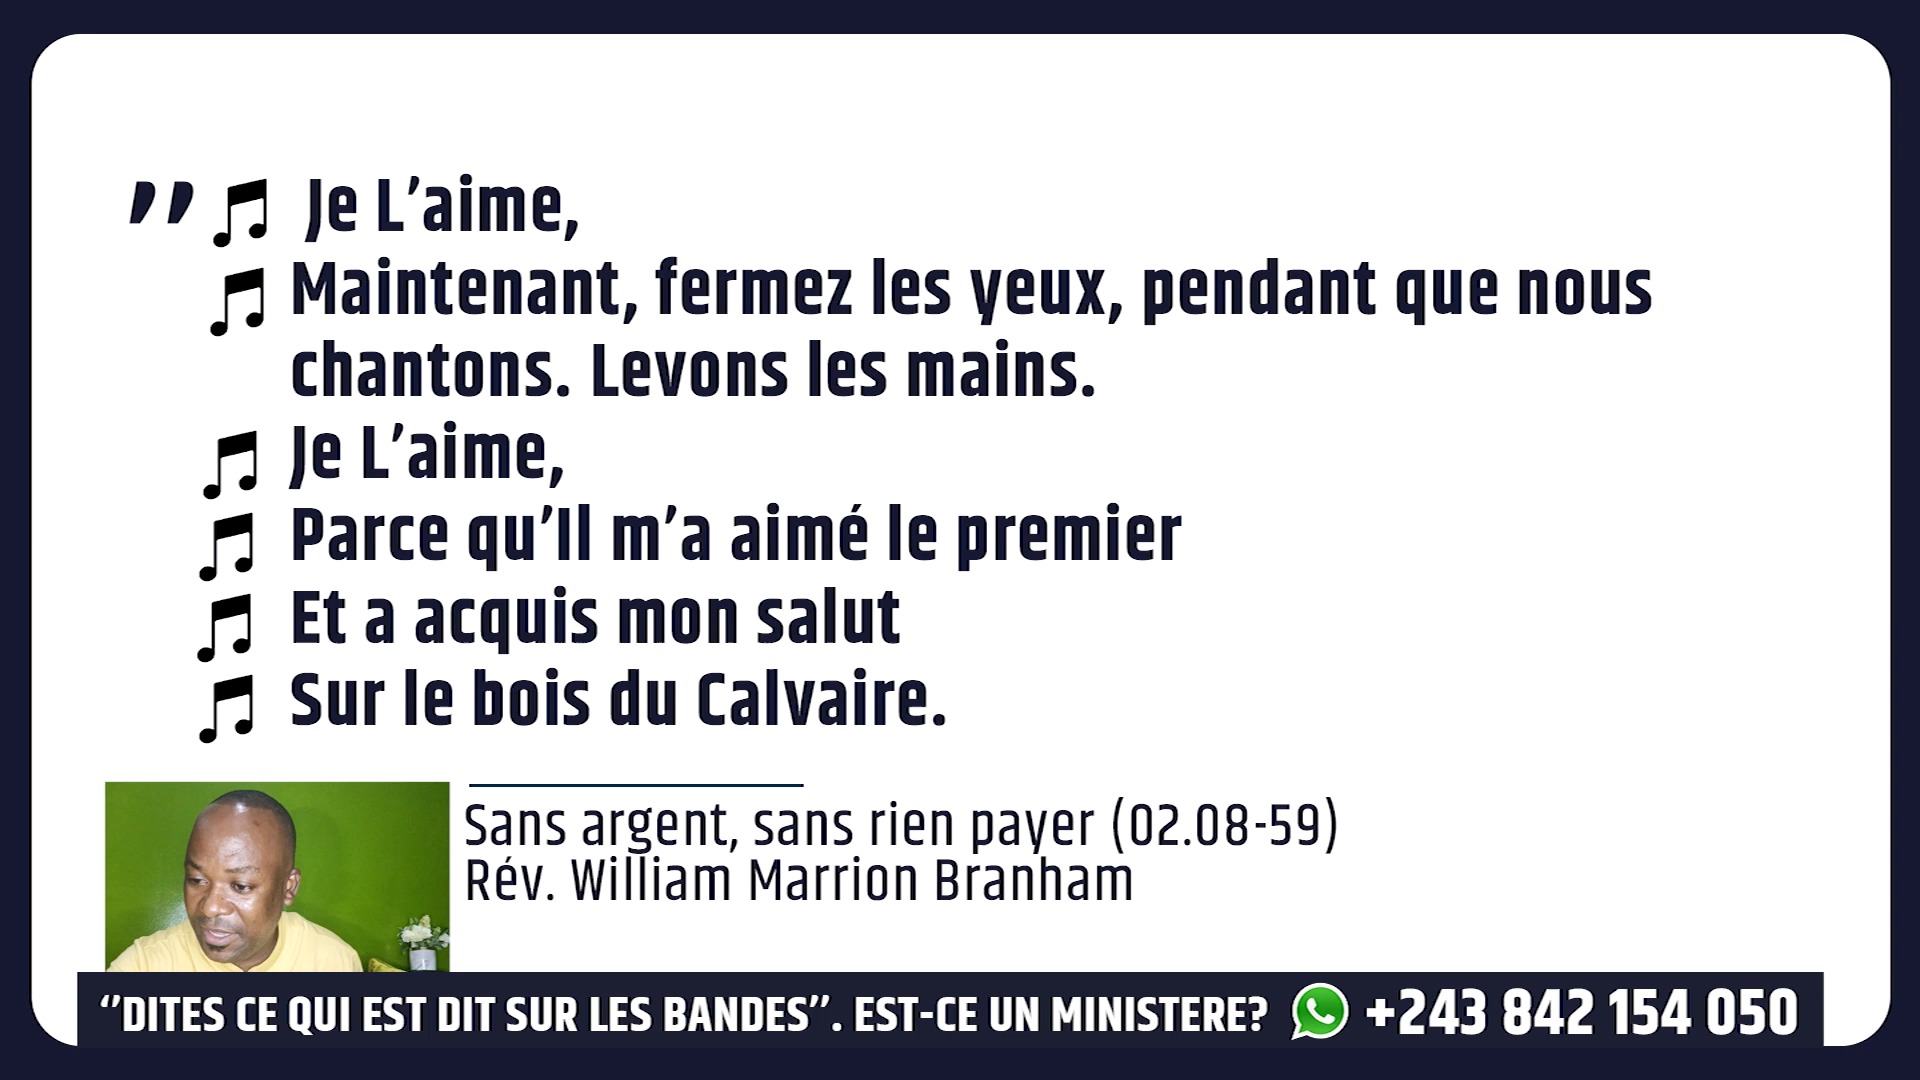 ” ♫ Je L’aime,
♫ Maintenant, fermez les yeux, pendant que nous
chantons. Levons les mains.
♫ Je L’aime,
♫ Parce qu’Il m’a aimé le premier
♫ Et a acquis mon salut
♫ Sur le bois du Calvaire.
Sans argent, sans rien payer (02.08-59)
Rév. William Marrion Branham
‘’DITES CE QUI EST DIT SUR LES BANDES’’. EST-CE UN MINISTERE? +243 842 154 050